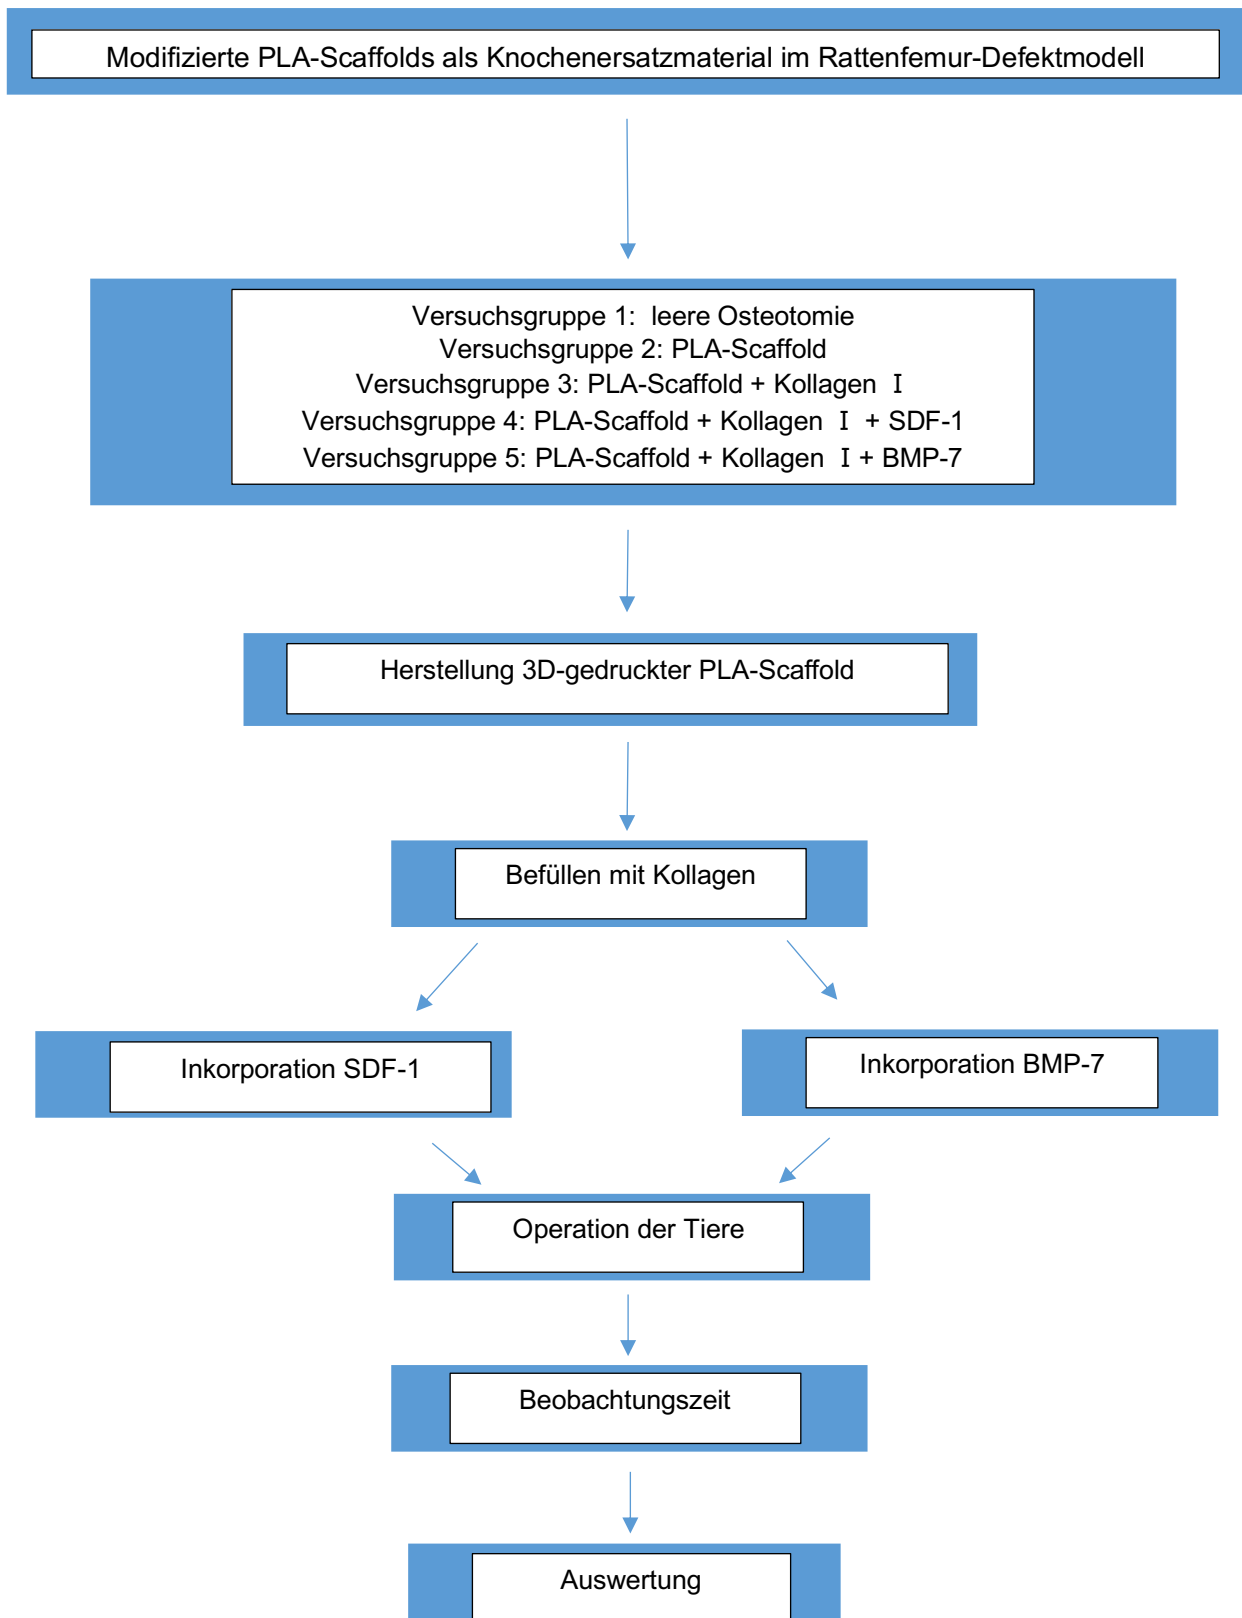 Modifizierte PLA-Scaffolds als Knochenersatzmaterial im Rattenfemur-Defektmodell
Versuchsgruppe 1: leere Osteotomie
Versuchsgruppe 2: PLA-Scaffold
Versuchsgruppe 3: PLA-Scaffold + Kollagen I
Versuchsgruppe 4: PLA-Scaffold + Kollagen I + SDF-1
Versuchsgruppe 5: PLA-Scaffold + Kollagen I + BMP-7
Herstellung 3D-gedruckter PLA-Scaffold
Befüllen mit Kollagen
Inkorporation SDF-1
Inkorporation BMP-7
Operation der Tiere
Beobachtungszeit
Auswertung